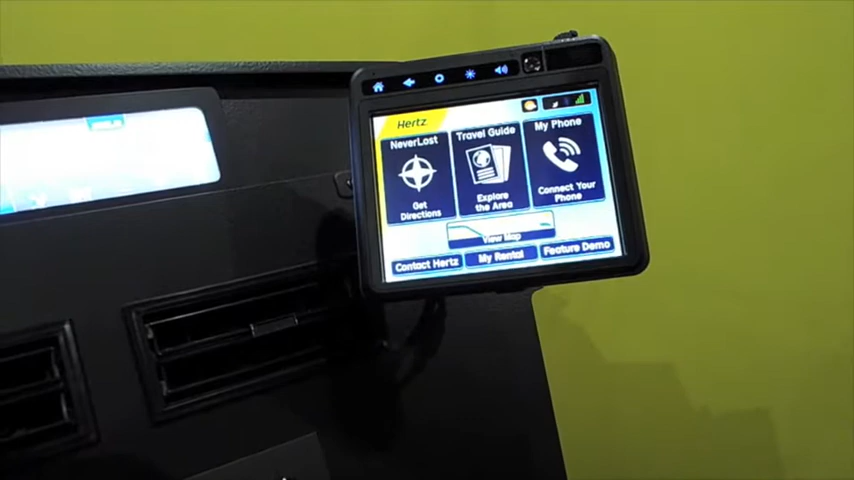 Hertz.
NeverLost
Get
Directions
Travel Guide
Explore
the Area
My Phone
Connect Your
Phone
View Map
Contact Hertz
My Rental
Feature Demo